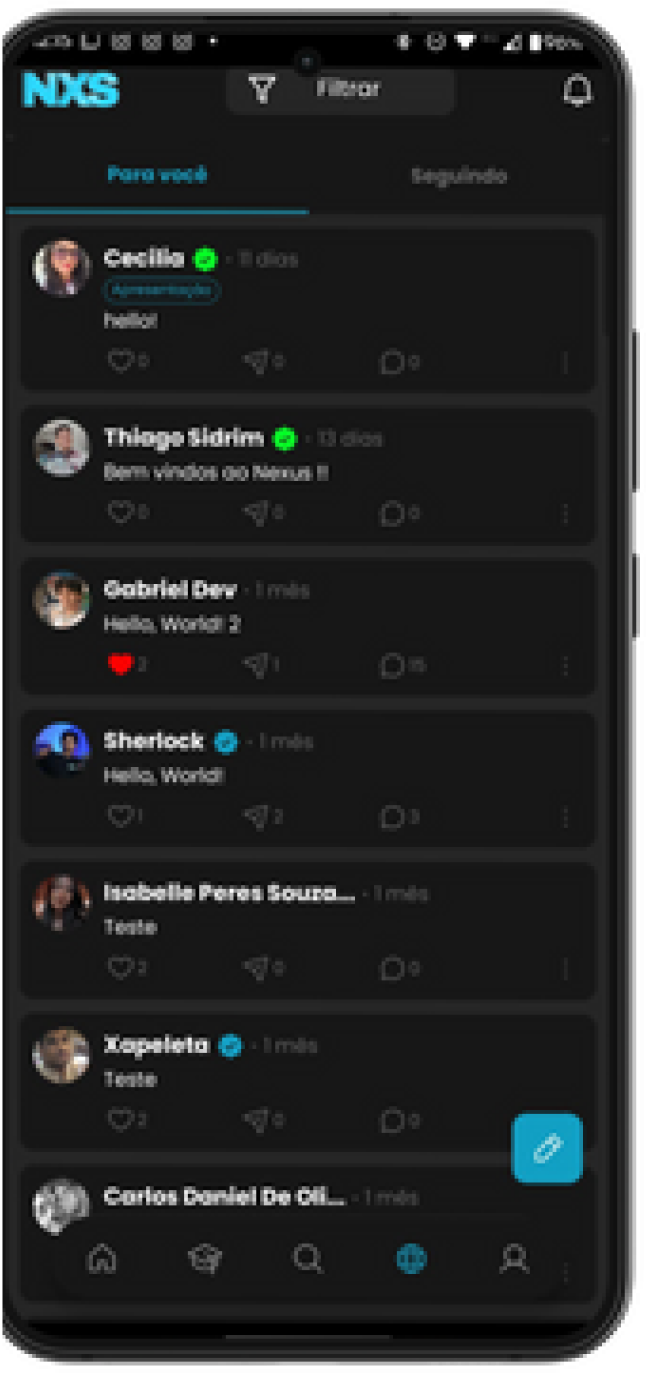 96%
NXS
Filtrar
Para você
Seguindo
Cecília · 11 dias
Apresentação
hello!
0 0 0
Thiago Sidrim · 13 dias
Bem vindos ao Nexus !!
0 0 0
Gabriel Dev · 1 mês
Hello, World! 2
2 1 15
Sherlock · 1 mês
Hello, World!
1 2 3
Isabelle Peres Souza... · 1 mês
Teste
2 0 0
Xapeleta · 1 mês
Teste
2 0 0
Carlos Daniel De Oli... · 1 mês